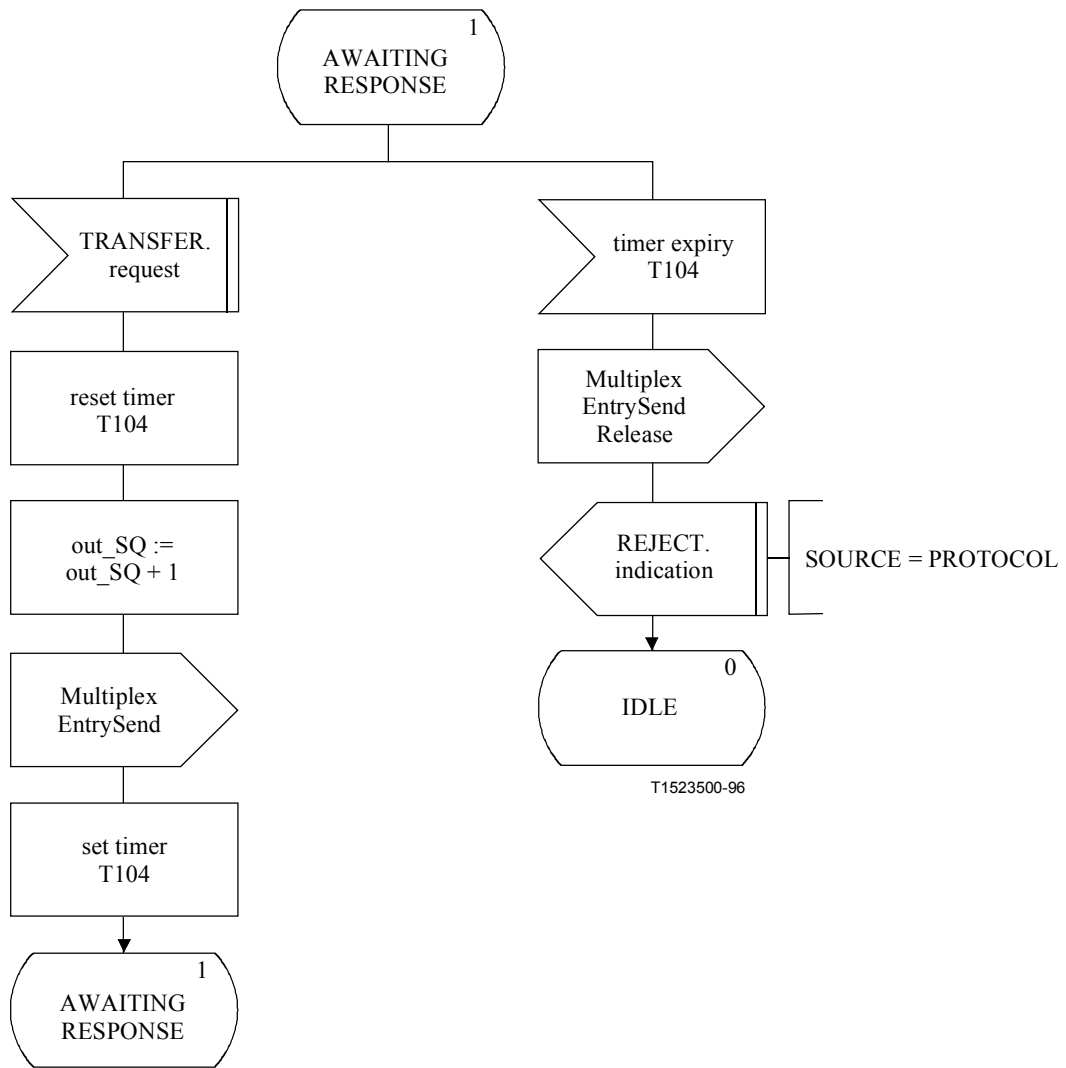 1
AWAITING
RESPONSE
TRANSFER.
request
reset timer
T104
out_SQ :=
out_SQ + 1
Multiplex
EntrySend
set timer
T104
1
AWAITING
RESPONSE
timer expiry
T104
Multiplex
EntrySend
Release
REJECT.
indication
SOURCE = PROTOCOL
0
IDLE
T1523500-96